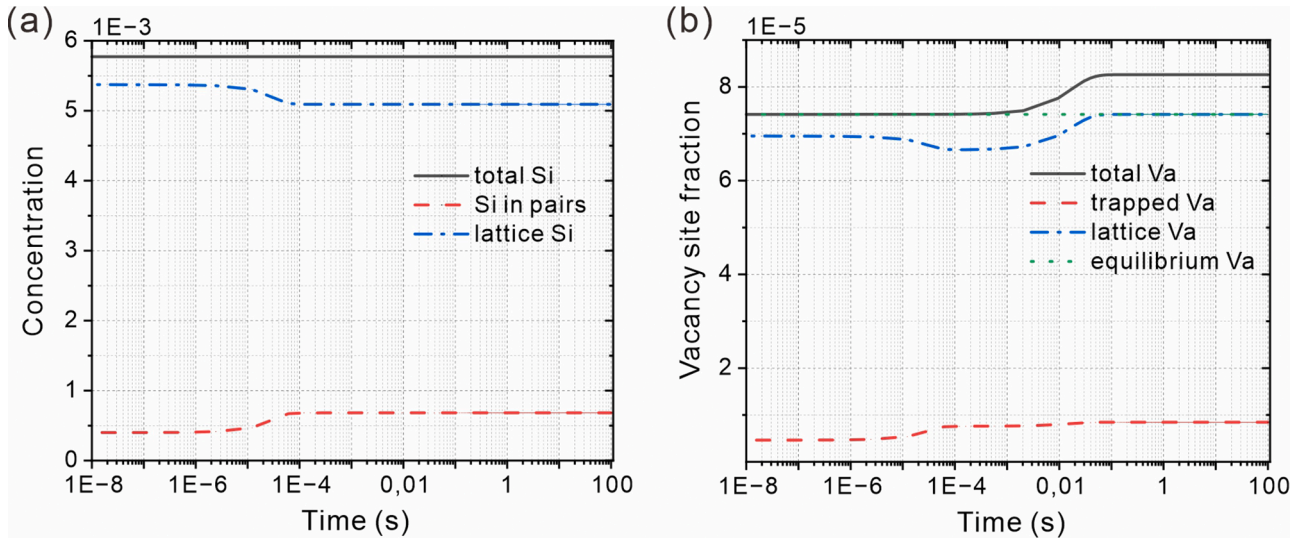 (a)
1E−3
6
5
4
3
2
1
0
Concentration
total Si
Si in pairs
lattice Si
1E−8
1E−6
1E−4
0,01
1
100
Time (s)
(b)
1E−5
8
6
4
2
Vacancy site fraction
total Va
trapped Va
lattice Va
equilibrium Va
1E−8
1E−6
1E−4
0,01
1
100
Time (s)